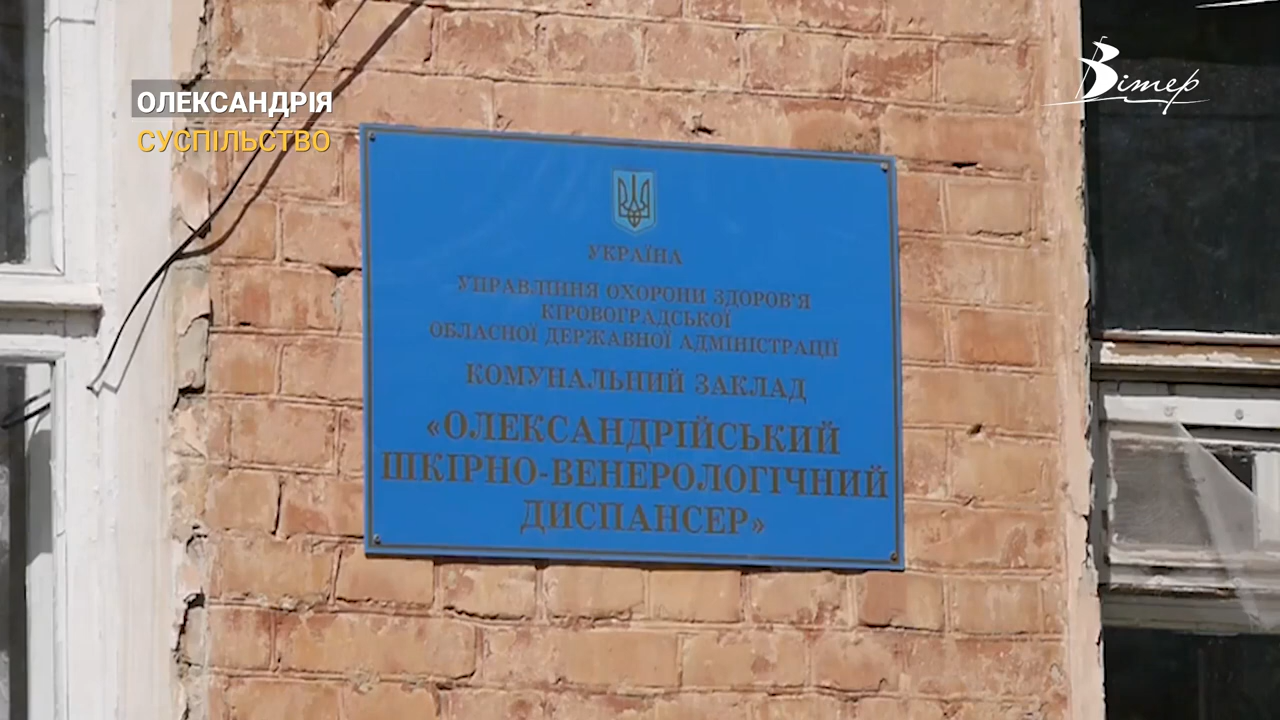 ОЛЕКСАНДРІЯ
СУСПІЛЬСТВО
Вітер
УКРАЇНА
УПРАВЛІННЯ ОХОРОНИ ЗДОРОВ'Я
КІРОВОГРАДСЬКОЇ
ОБЛАСНОЇ ДЕРЖАВНОЇ АДМІНІСТРАЦІЇ
КОМУНАЛЬНИЙ ЗАКЛАД
«ОЛЕКСАНДРІЙСЬКИЙ
ШКІРНО-ВЕНЕРОЛОГІЧНИЙ
ДИСПАНСЕР»